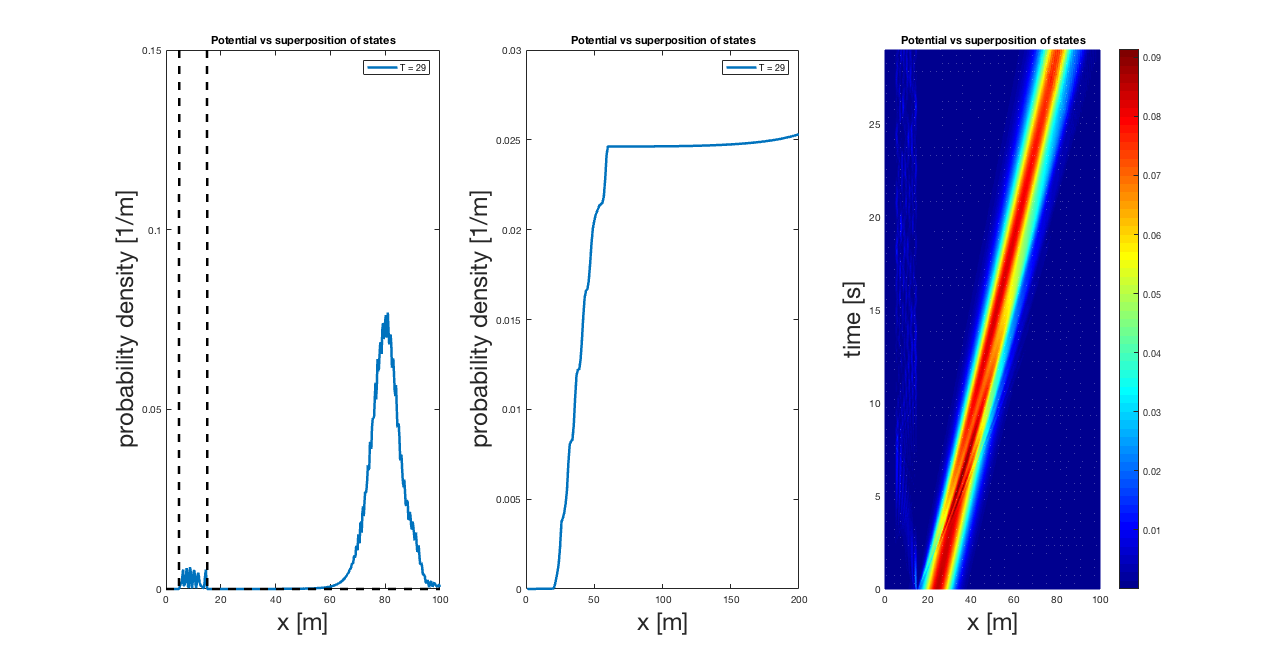 Potential vs superposition of states
T = 29
0.15
0.1
0.05
0
0 20 40 60 80 100
x [m]
probability density [1/m]
Potential vs superposition of states
T = 29
0.03
0.025
0.02
0.015
0.01
0.005
0
0 50 100 150 200
x [m]
probability density [1/m]
Potential vs superposition of states
25
20
15
10
5
0
0 20 40 60 80 100
x [m]
time [s]
0.09
0.08
0.07
0.06
0.05
0.04
0.03
0.02
0.01